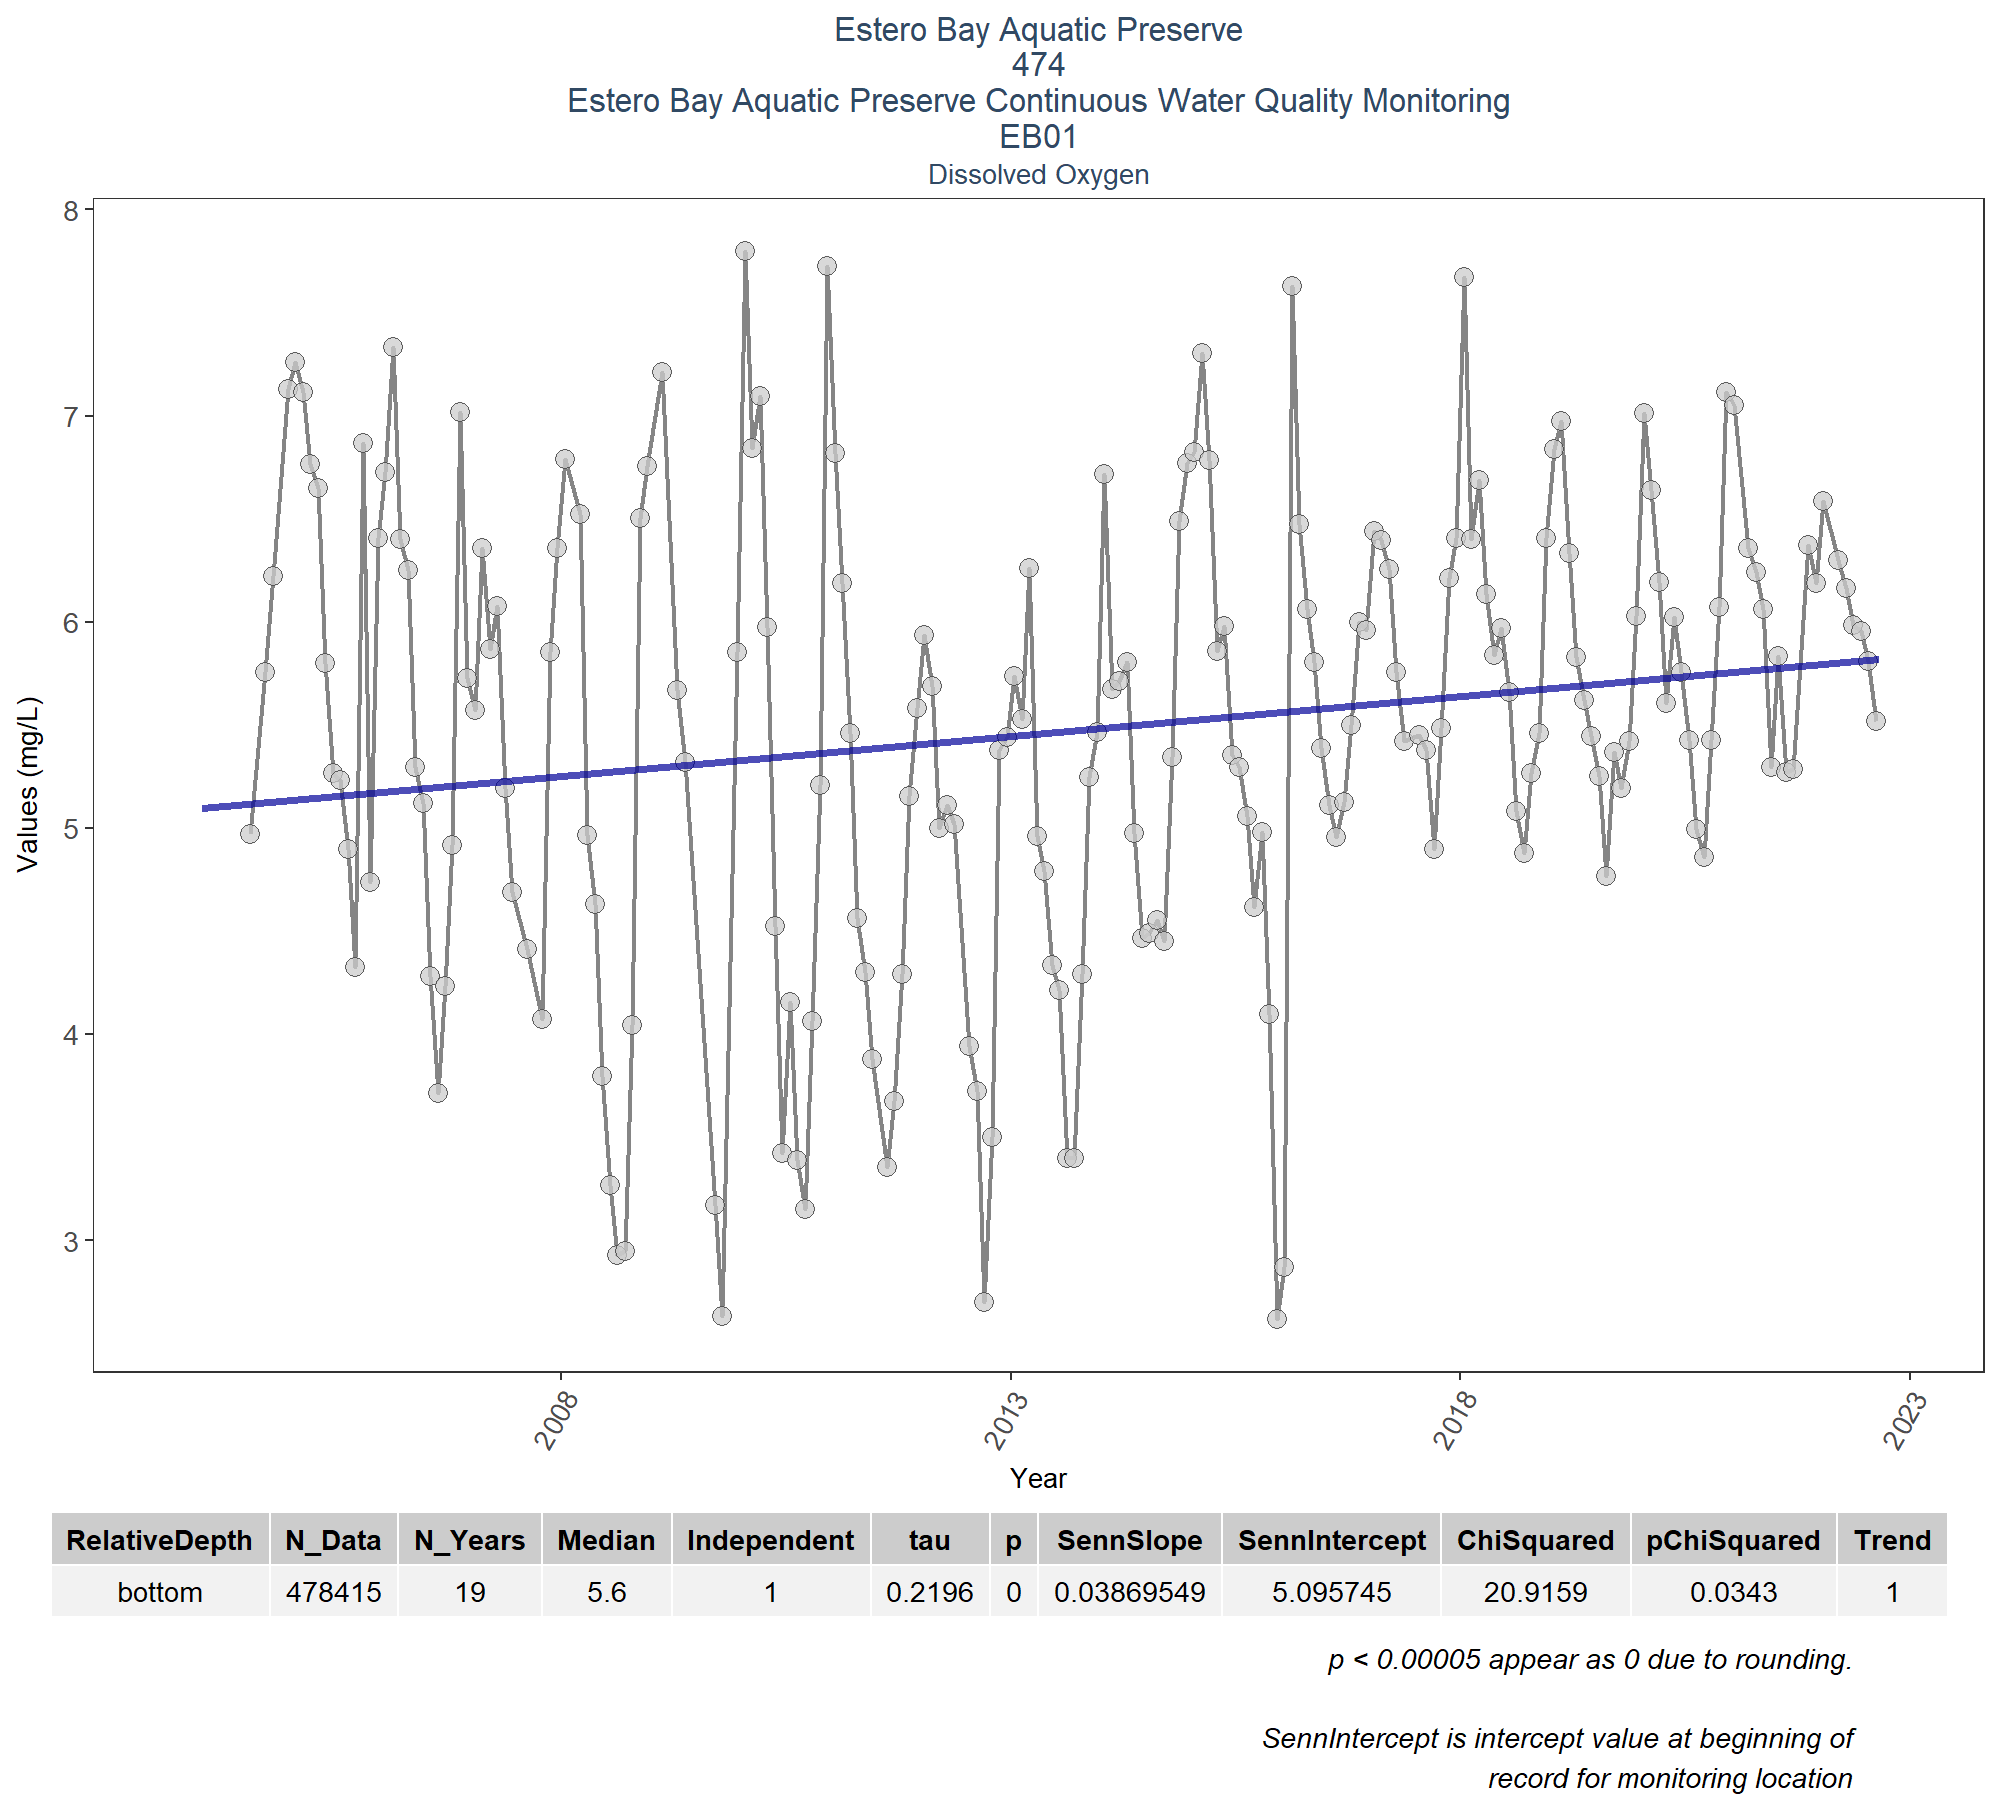 Estero Bay Aquatic Preserve
474
Estero Bay Aquatic Preserve Continuous Water Quality Monitoring
EB01
Dissolved Oxygen
8
7
6
5
4
3
Values (mg/L)
2008 2013 2018 2023
Year
RelativeDepth N_Data N_Years Median Independent tau p SennSlope SennIntercept ChiSquared pChiSquared Trend
bottom 478415 19 5.6 1 0.2196 0 0.03869549 5.095745 20.9159 0.0343 1
p < 0.00005 appear as 0 due to rounding.
SennIntercept is intercept value at beginning of
record for monitoring location